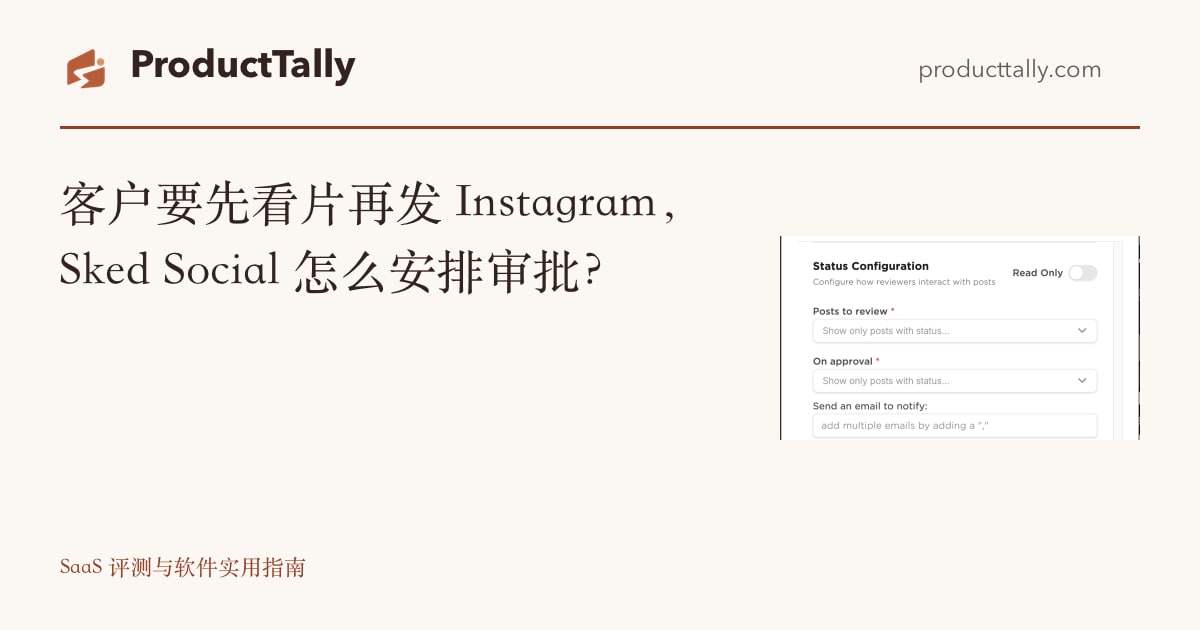 ProductTally
producttally.com
客户要先看片再发 Instagram，
Sked Social 怎么安排审批？
Status Configuration
Read Only
Configure how reviewers interact with posts
Posts to review *
Show only posts with status...
On approval *
Show only posts with status...
Send an email to notify:
add multiple emails by adding a ","
SaaS 评测与软件实用指南